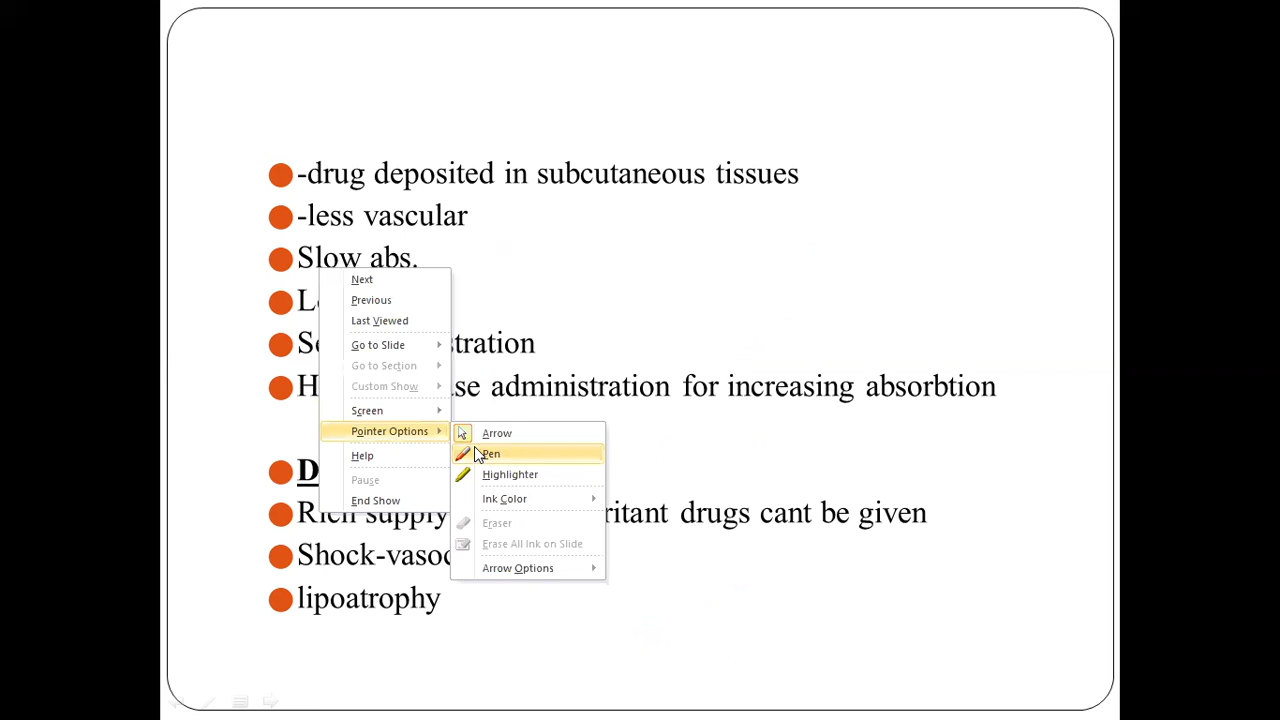 -drug deposited in subcutaneous tissues
-less vascular
Slow abs.
stration
se administration for increasing absorbtion
Rich supply ritant drugs cant be given
Shock-vasoc
lipoatrophy
Next
Previous
Last Viewed
Go to Slide
Go to Section
Custom Show
Screen
Pointer Options
Help
Pause
End Show
Arrow
Pen
Highlighter
Ink Color
Eraser
Erase All Ink on Slide
Arrow Options